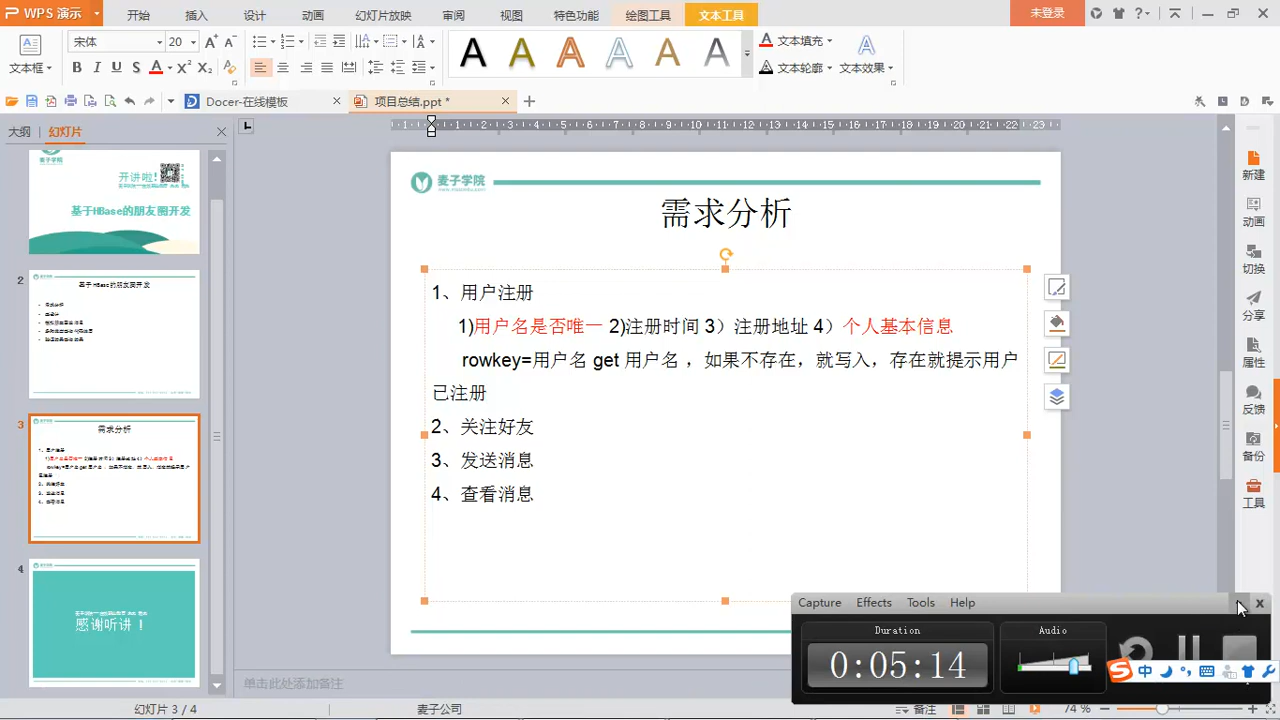 WPS 演示
开始 插入 设计 动画 幻灯片放映 审阅 视图 特色功能 绘图工具 文本工具
未登录
宋体 20
文本框
文本填充
文本轮廓 文本效果
Docer-在线模板
项目总结.ppt *
大纲 幻灯片
开讲啦!
基于HBase的朋友圈开发
2
基于HBase的朋友圈开发
3
需求分析
4
感谢听讲！
麦子学院
需求分析
1、用户注册
1)用户名是否唯一 2)注册时间 3）注册地址 4）个人基本信息
rowkey=用户名 get 用户名 ，如果不存在，就写入，存在就提示用户
已注册
2、关注好友
3、发送消息
4、查看消息
新建
动画
切换
分享
属性
反馈
备份
工具
Capture Effects Tools Help
Duration
0:05:14
Audio
中
单击此处添加备注
幻灯片 3 / 4
麦子公司
备注
74 %